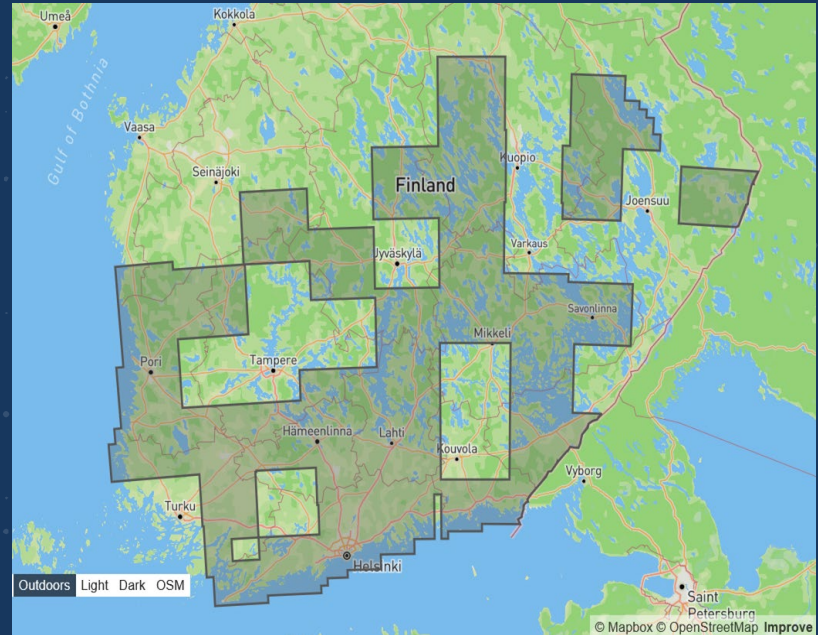 Umeå
Kokkola
Gulf of Bothnia
Vaasa
Seinäjoki
Kuopio
Finland
Joensuu
Jyväskylä
Varkaus
Savonlinna
Mikkeli
Pori
Tampere
Hämeenlinna
Lahti
Kouvola
Vyborg
Turku
Helsinki
Outdoors Light Dark OSM
Saint
Petersburg
© Mapbox © OpenStreetMap Improve